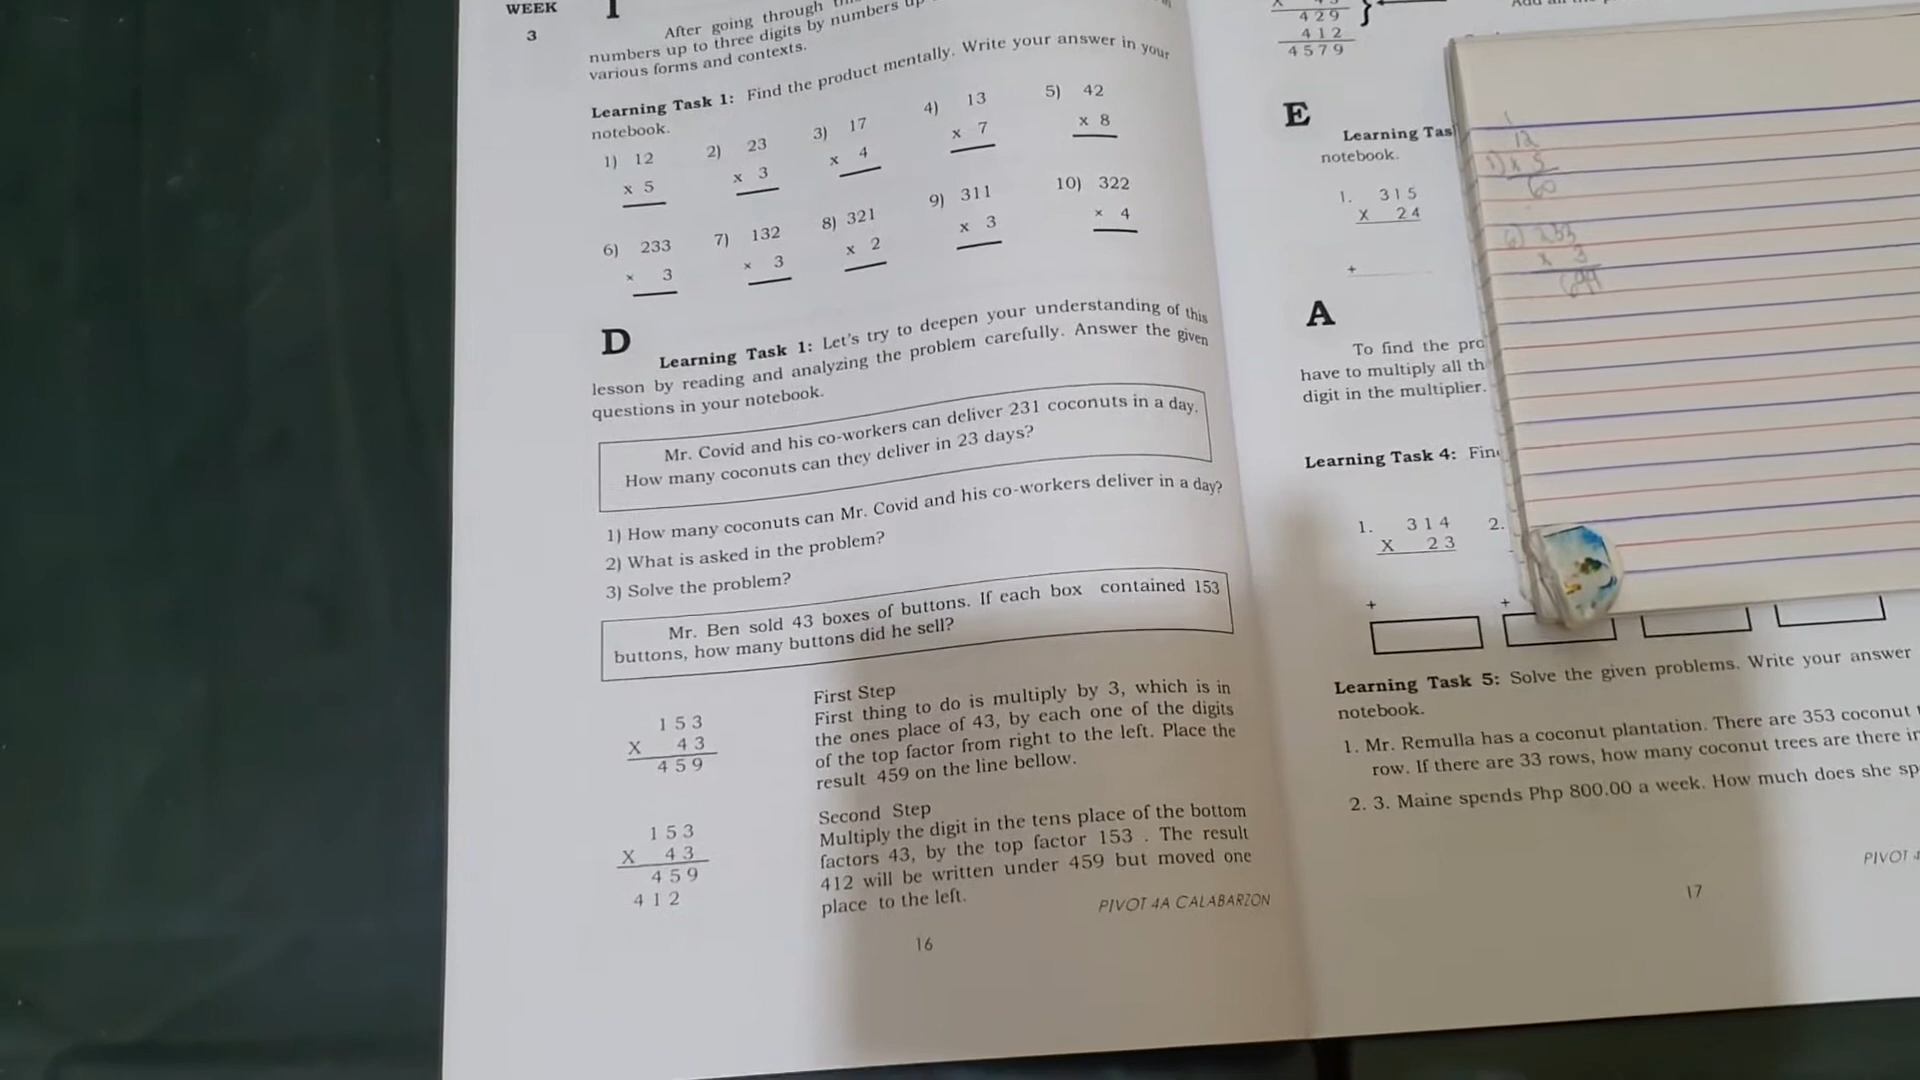 WEEK
3
I
After going through
numbers up to three digits by numbers up
various forms and contexts.
Learning Task 1: Find the product mentally. Write your answer in your
notebook.
1) 12
x 5
2) 23
x 3
3) 17
x 4
4) 13
x 7
5) 42
x 8
6) 233
× 3
7) 132
× 3
8) 321
x 2
9) 311
x 3
10) 322
× 4
D
Learning Task 1: Let's try to deepen your understanding of this
lesson by reading and analyzing the problem carefully. Answer the given
questions in your notebook.
Mr. Covid and his co-workers can deliver 231 coconuts in a day.
How many coconuts can they deliver in 23 days?
1) How many coconuts can Mr. Covid and his co-workers deliver in a day?
2) What is asked in the problem?
3) Solve the problem?
Mr. Ben sold 43 boxes of buttons. If each box contained 153
buttons, how many buttons did he sell?
153
X 43
459
First Step
First thing to do is multiply by 3, which is in
the ones place of 43, by each one of the digits
of the top factor from right to the left. Place the
result 459 on the line bellow.
153
X 43
459
412
Second Step
Multiply the digit in the tens place of the bottom
factors 43, by the top factor 153 . The result
412 will be written under 459 but moved one
place to the left.
PIVOT 4A CALABARZON
16
429
412
4579
E
Learning Tas
notebook.
1. 315
X 24
+
A
To find the pro
have to multiply all th
digit in the multiplier.
Learning Task 4: Fin
1. 314
X 23
2.
+
+
Learning Task 5: Solve the given problems. Write your answer
notebook.
1. Mr. Remulla has a coconut plantation. There are 353 coconut
row. If there are 33 rows, how many coconut trees are there in
2. 3. Maine spends Php 800.00 a week. How much does she sp
PIVOT 4
17
1
12
1) x 5
60
6) 233
x 3
699